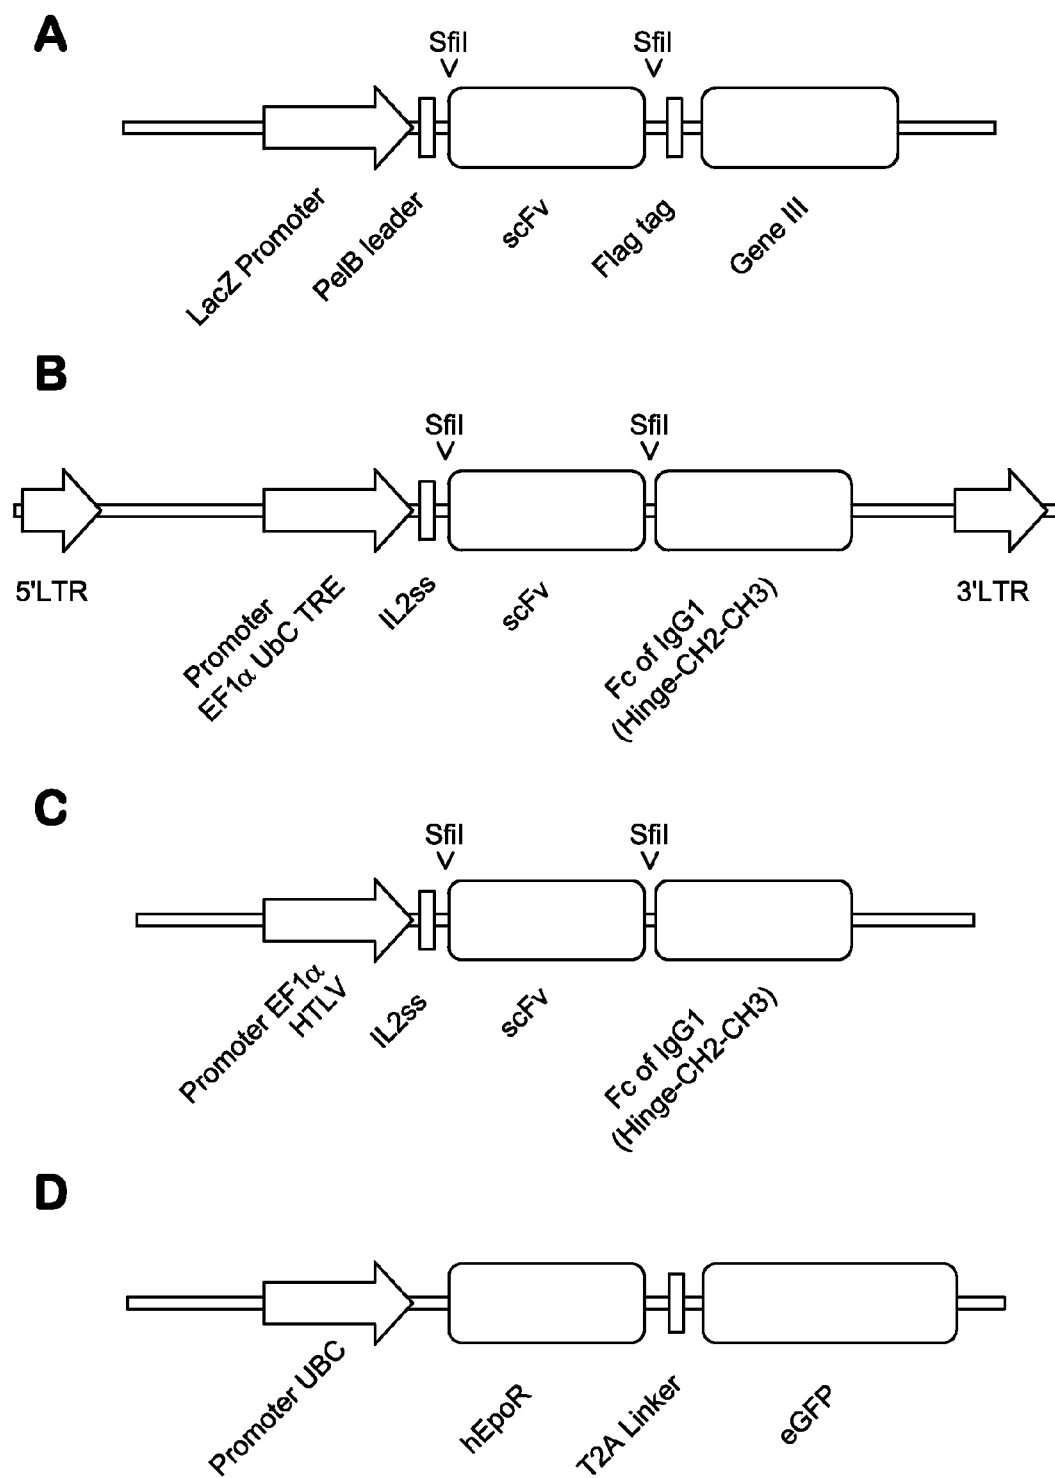 A
SfiI
SfiI
LacZ Promoter
PelB leader
scFv
Flag tag
Gene III
B
SfiI
SfiI
5'LTR
Promoter
EF1α UbC TRE
IL2ss
scFv
Fc of IgG1
(Hinge-CH2-CH3)
3'LTR
C
SfiI
SfiI
Promoter EF1α
HTLV
IL2ss
scFv
Fc of IgG1
(Hinge-CH2-CH3)
D
Promoter UBC
hEpoR
T2A Linker
eGFP